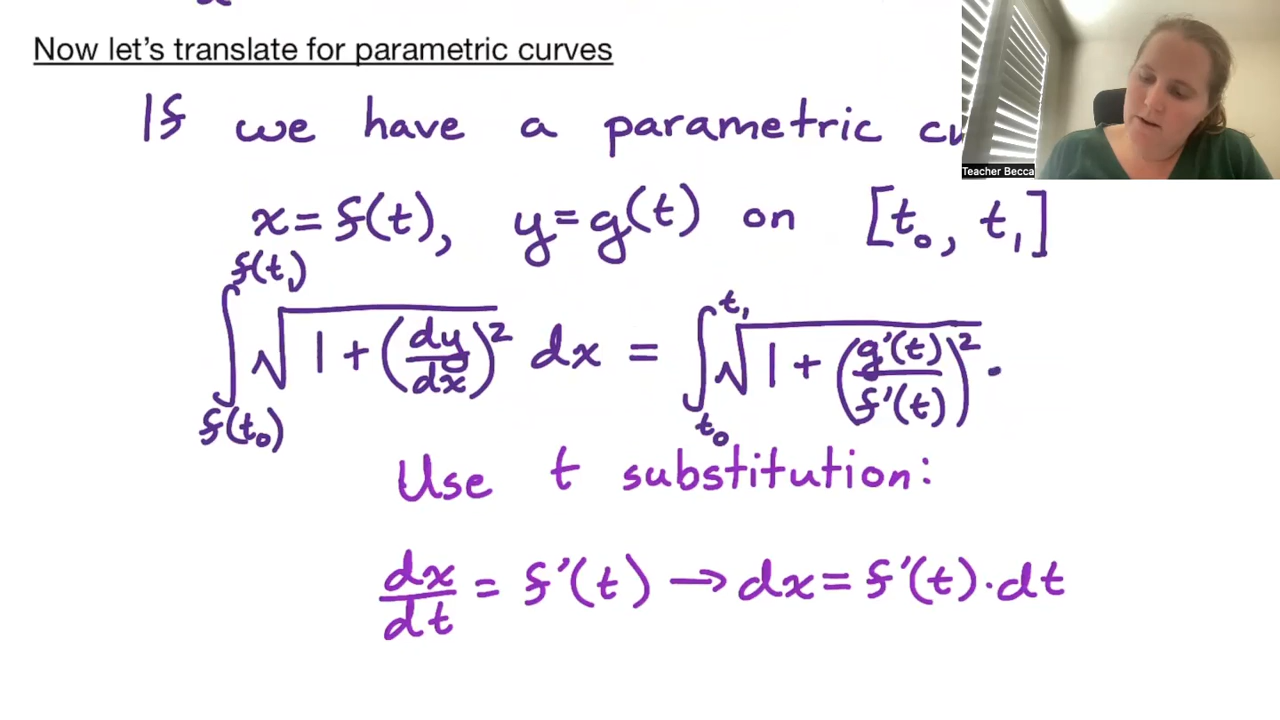 Now let's translate for parametric curves
If we have a parametric
Teacher Becca
x = f(t), y = g(t) on [t₀, t₁]
∫_{f(t₀)}^{f(t₁)} √(1 + (dy/dx)²) dx = ∫_{t₀}^{t₁} √(1 + (g'(t)/f'(t))²) ·
Use t substitution:
dx/dt = f'(t) → dx = f'(t) · dt